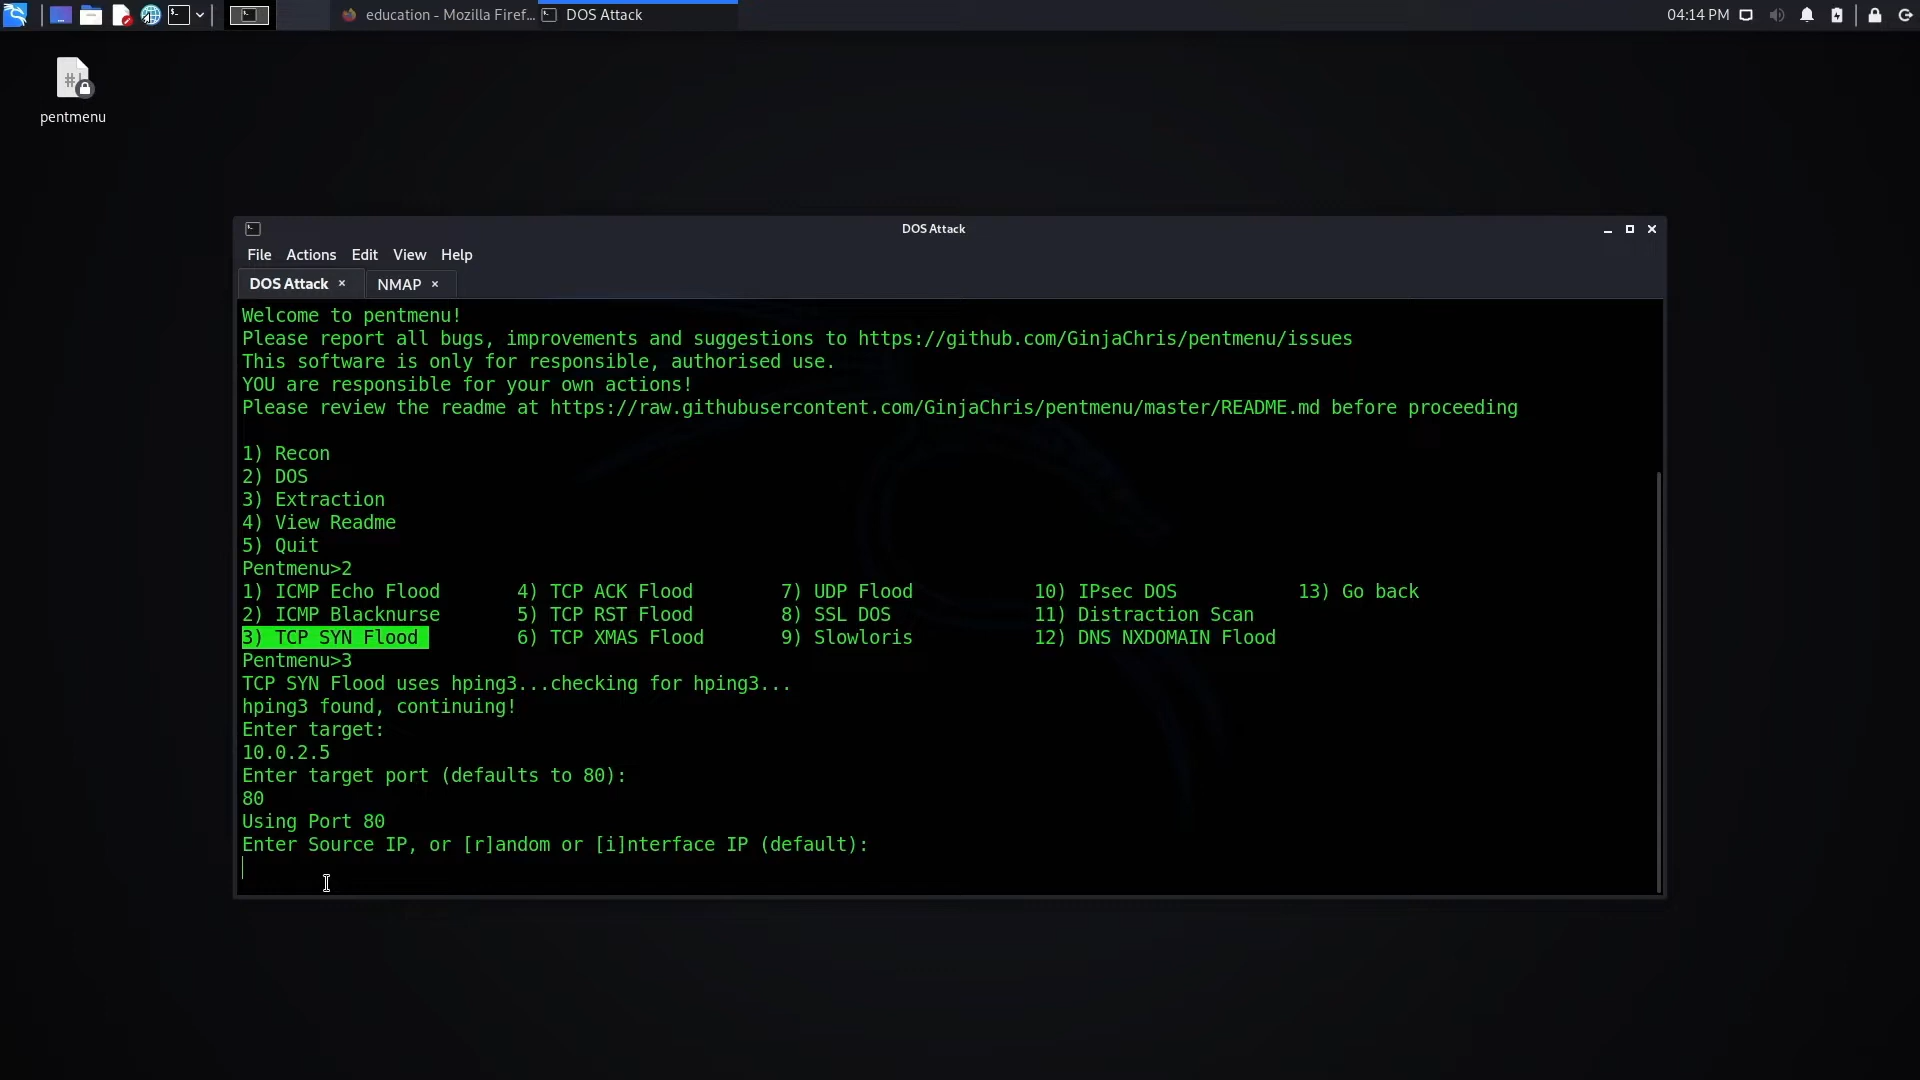 education - Mozilla Firef...
DOS Attack
04:14 PM
pentmenu
DOS Attack
File Actions Edit View Help
DOS Attack × NMAP ×
Welcome to pentmenu!
Please report all bugs, improvements and suggestions to https://github.com/GinjaChris/pentmenu/issues
This software is only for responsible, authorised use.
YOU are responsible for your own actions!
Please review the readme at https://raw.githubusercontent.com/GinjaChris/pentmenu/master/README.md before proceeding
1) Recon
2) DOS
3) Extraction
4) View Readme
5) Quit
Pentmenu>2
1) ICMP Echo Flood 4) TCP ACK Flood 7) UDP Flood 10) IPsec DOS 13) Go back
2) ICMP Blacknurse 5) TCP RST Flood 8) SSL DOS 11) Distraction Scan
3) TCP SYN Flood 6) TCP XMAS Flood 9) Slowloris 12) DNS NXDOMAIN Flood
Pentmenu>3
TCP SYN Flood uses hping3...checking for hping3...
hping3 found, continuing!
Enter target:
10.0.2.5
Enter target port (defaults to 80):
80
Using Port 80
Enter Source IP, or [r]andom or [i]nterface IP (default):